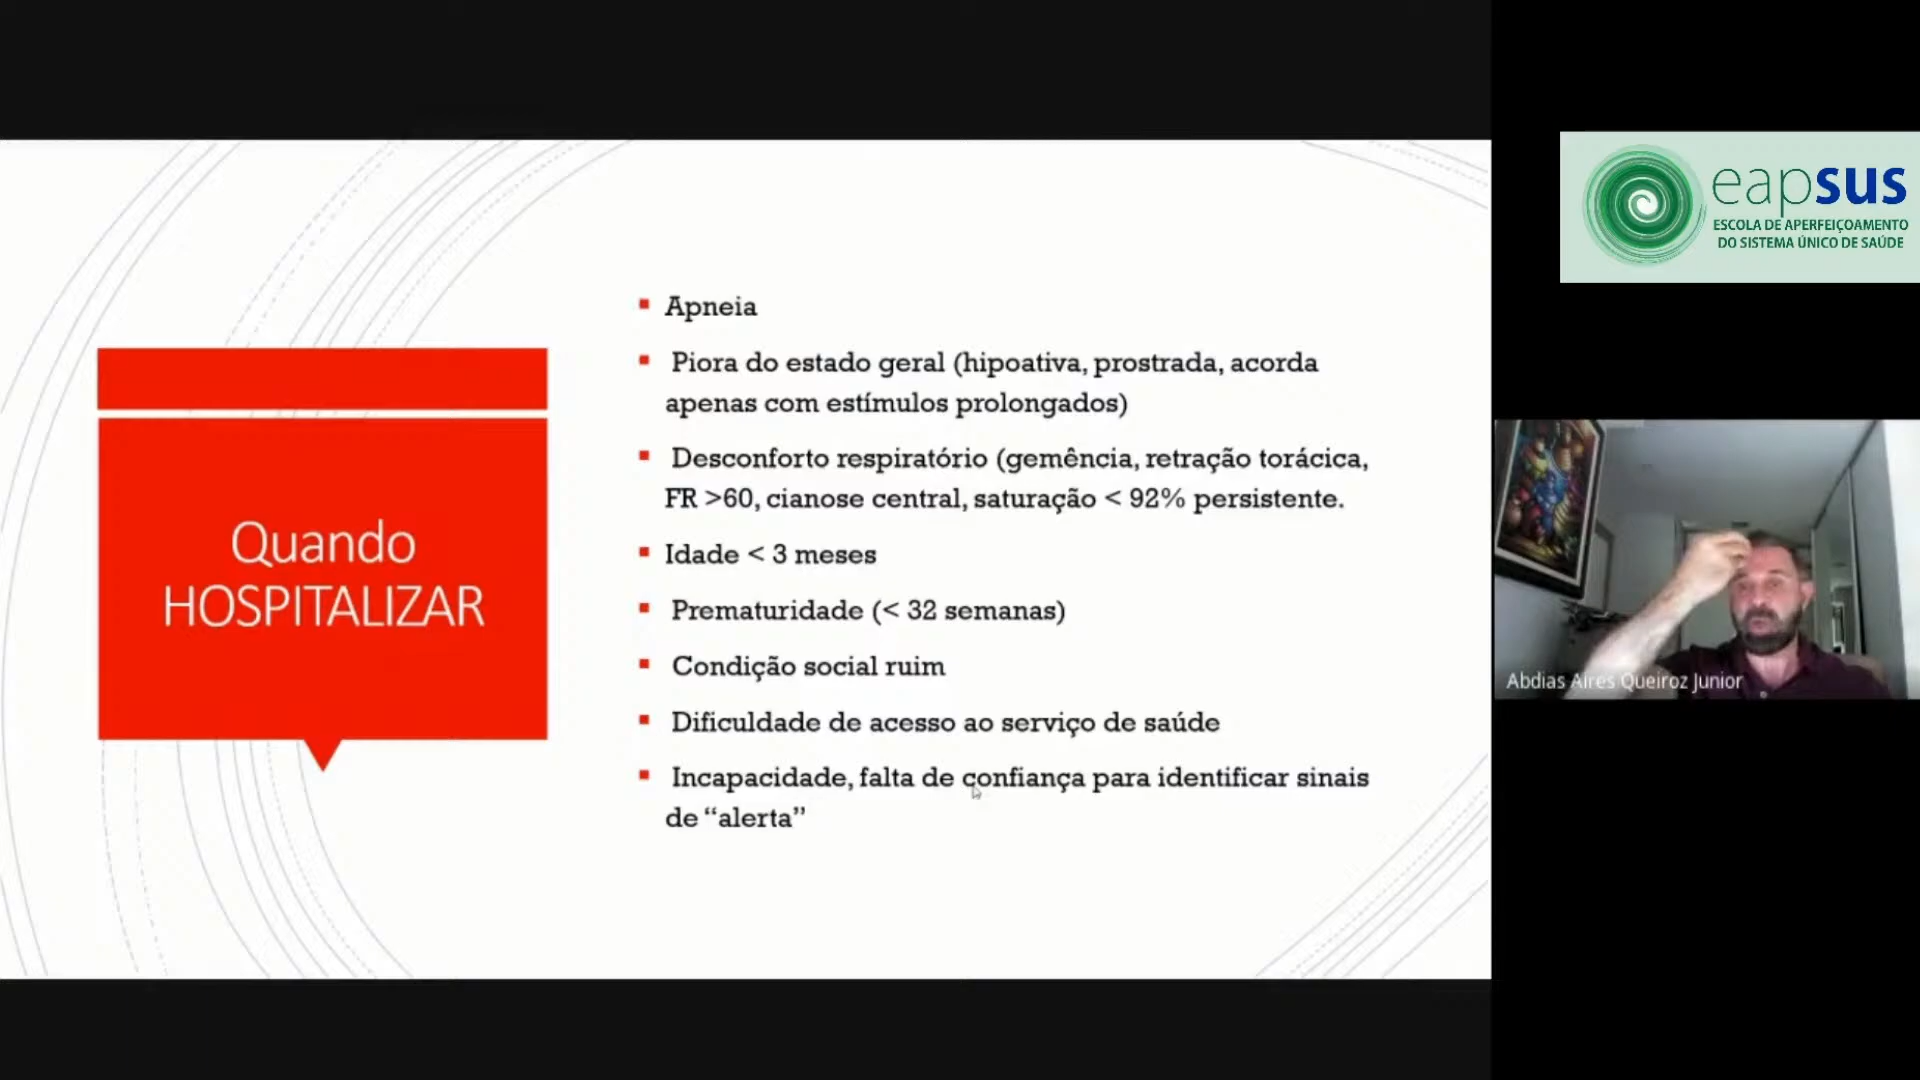 Quando
HOSPITALIZAR
Apneia
Piora do estado geral (hipoativa, prostrada, acorda
apenas com estímulos prolongados)
Desconforto respiratório (gemência, retração torácica,
FR >60, cianose central, saturação < 92% persistente.
Idade < 3 meses
Prematuridade (< 32 semanas)
Condição social ruim
Dificuldade de acesso ao serviço de saúde
Incapacidade, falta de confiança para identificar sinais
de “alerta”
eapsus
ESCOLA DE APERFEIÇOAMENTO
DO SISTEMA ÚNICO DE SAÚDE
Abdias Aires Queiroz Junior